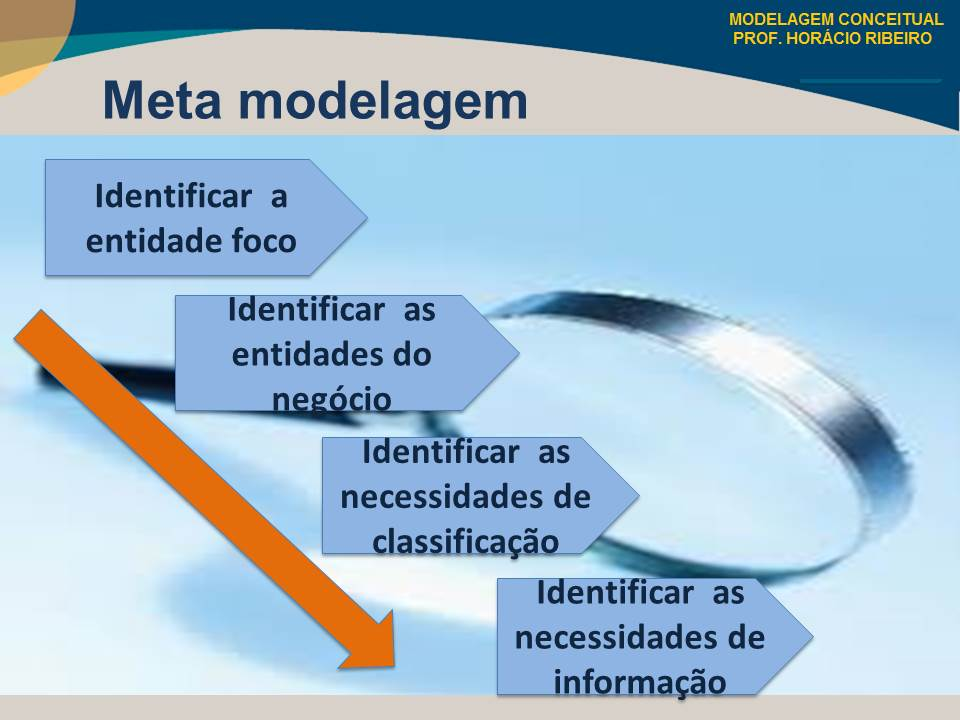 MODELAGEM CONCEITUAL
PROF. HORÁCIO RIBEIRO
Meta modelagem
Identificar a
entidade foco
Identificar as
entidades do
negócio
Identificar as
necessidades de
classificação
Identificar as
necessidades de
informação